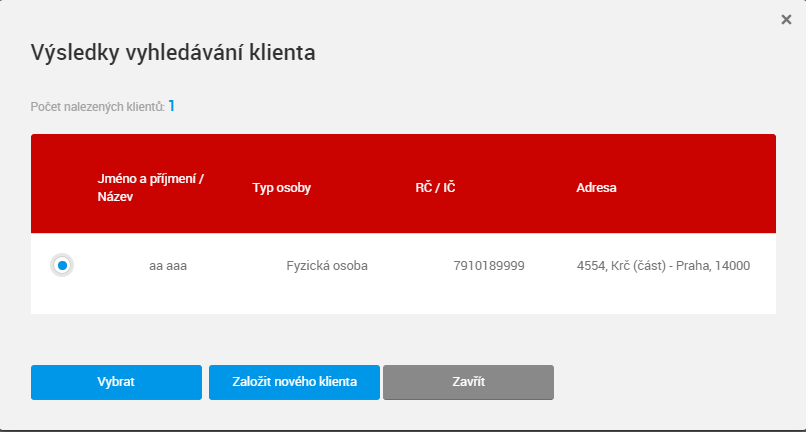 ×
Výsledky vyhledávání klienta
Počet nalezených klientů: 1
Jméno a příjmení /
Název
Typ osoby
RČ / IČ
Adresa
aa aaa
Fyzická osoba
7910189999
4554, Krč (část) - Praha, 14000
Vybrat
Založit nového klienta
Zavřít